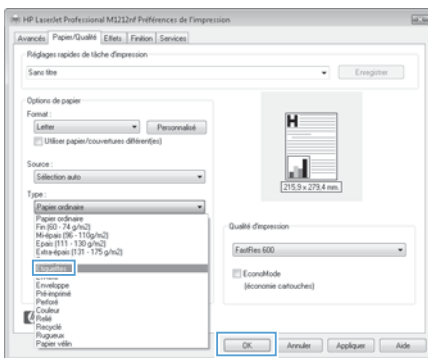 HP LaserJet Professional M1212nf Préférences de l'impression
Avancés Papier/Qualité Effets Finition Services
Réglages rapides de tâche d'impression
Sans titre
Enregistrer
Options de papier
Format :
Letter
Personnalisé
Utiliser papier/couvertures différent(es)
Source :
Sélection auto
Type :
Papier ordinaire
Papier ordinaire
Fin (60 - 74 g/m2)
Mi-épais (96 - 110g/m2)
Epais (111 - 130 g/m2)
Extra-épais (131 - 175 g/m2)
Etiquettes
Enveloppe
Pré-imprimé
Perforé
Couleur
Relié
Recyclé
Rugueux
Papier vélin
H
215,9 x 279,4 mm.
Qualité d'impression
FastRes 600
EconoMode
(économie cartouches)
OK Annuler Appliquer Aide